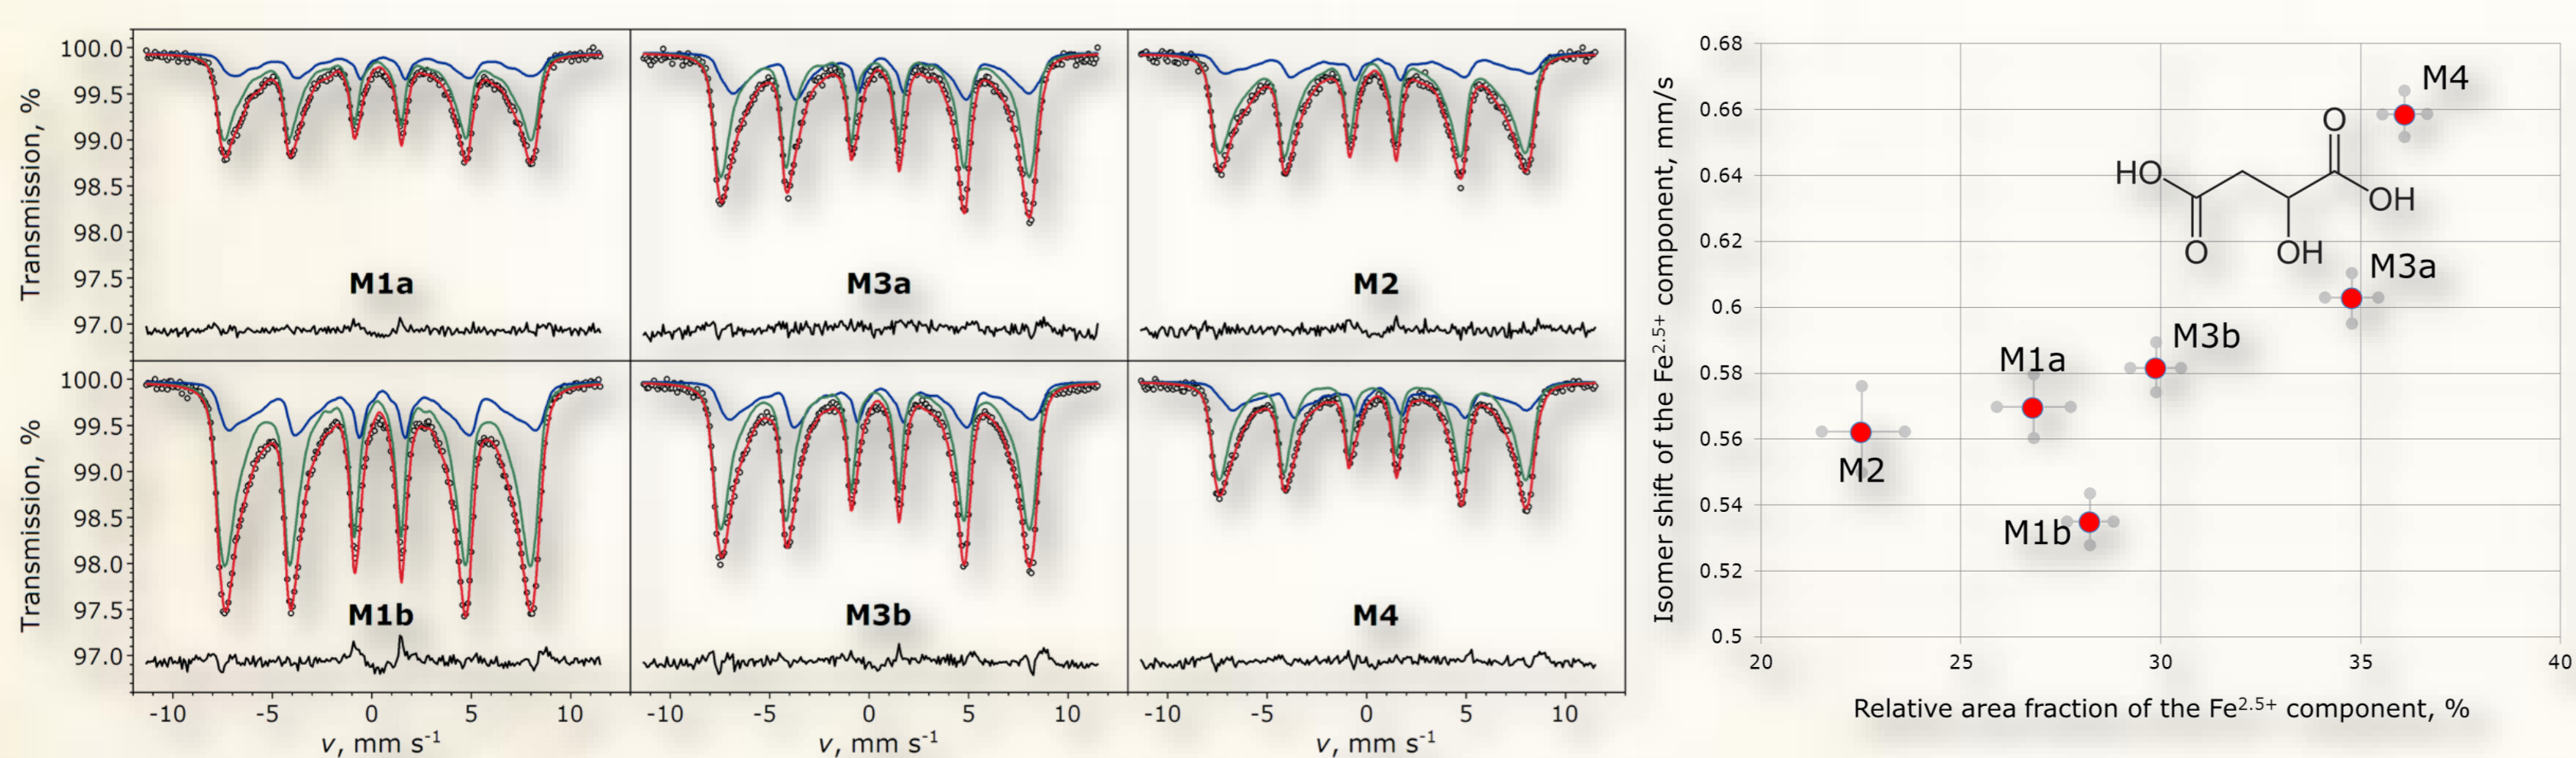 Transmission, %
100.0
99.5
99.0
98.5
98.0
97.5
97.0
M1a
M3a
M2
Transmission, %
100.0
99.5
99.0
98.5
98.0
97.5
97.0
M1b
M3b
M4
-10 -5 0 5 10
-10 -5 0 5 10
-10 -5 0 5 10
v, mm s⁻¹
v, mm s⁻¹
v, mm s⁻¹
Isomer shift of the Fe²·⁵⁺ component, mm/s
0.68
0.66
0.64
0.62
0.6
0.58
0.56
0.54
0.52
0.5
M4
O
HO
OH
O
OH
M3a
M3b
M1a
M2
M1b
20 25 30 35 40
Relative area fraction of the Fe²·⁵⁺ component, %